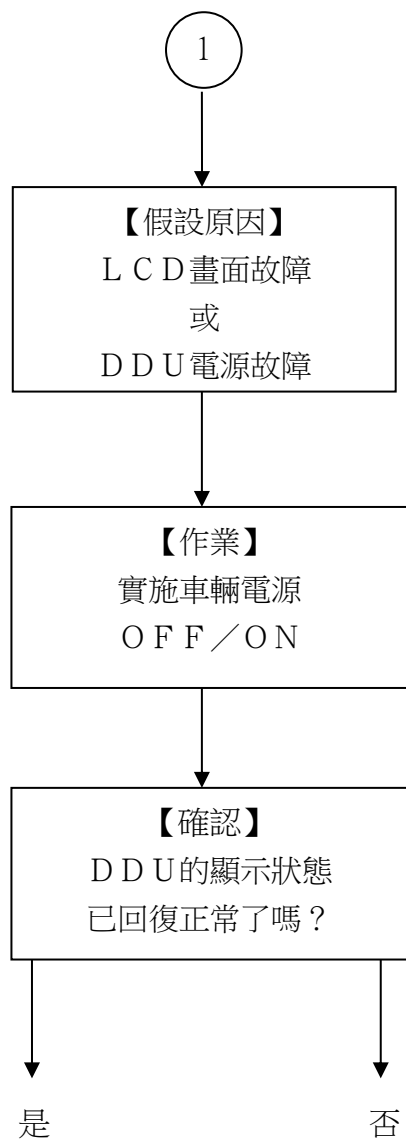 1
【假設原因】
ＬＣＤ畫面故障
或
ＤＤＵ電源故障
【作業】
實施車輛電源
ＯＦＦ／ＯＮ
【確認】
ＤＤＵ的顯示狀態
已回復正常了嗎？
是
否